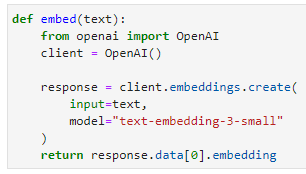 def embed(text):
    from openai import OpenAI
    client = OpenAI()

    response = client.embeddings.create(
        input=text,
        model="text-embedding-3-small"
    )
    return response.data[0].embedding